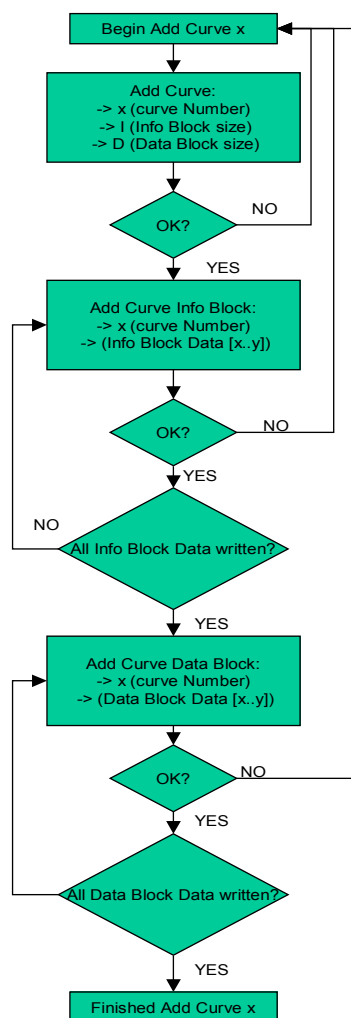 Begin Add Curve x
Add Curve:
-> x (curve Number)
-> I (Info Block size)
-> D (Data Block size)
OK?
NO
YES
Add Curve Info Block:
-> x (curve Number)
-> (Info Block Data [x..y])
OK?
NO
YES
NO
All Info Block Data written?
YES
Add Curve Data Block:
-> x (curve Number)
-> (Data Block Data [x..y])
OK?
NO
YES
All Data Block Data written?
YES
Finished Add Curve x